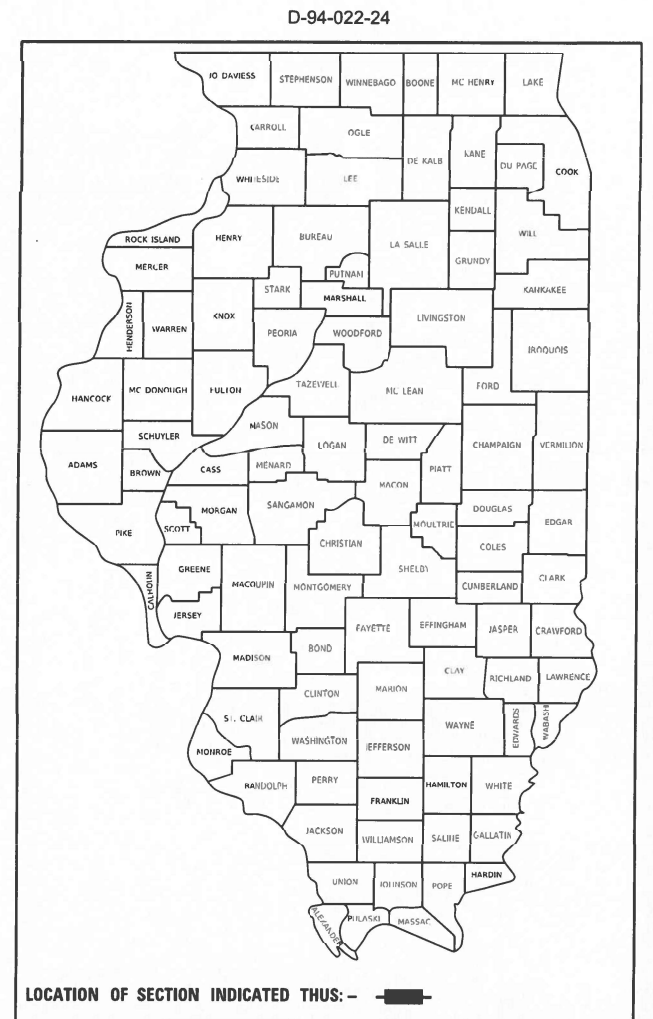 D-94-022-24
JO DAVIESS STEPHENSON WINNEBAGO BOONE MC HENRY LAKE
CARROLL OGLE DE KALB KANE DU PAGE COOK
WHITESIDE LEE
KENDALL
ROCK ISLAND HENRY BUREAU LA SALLE WILL
MERCER PUTNAM GRUNDY
STARK MARSHALL KANKAKEE
HENDERSON WARREN KNOX PEORIA WOODFORD LIVINGSTON
IROQUOIS
HANCOCK MC DONOUGH FULTON TAZEWELL MC LEAN FORD
MASON
SCHUYLER LOGAN DE WITT CHAMPAIGN VERMILION
ADAMS BROWN CASS MENARD PIATT
MACON
PIKE SCOTT MORGAN SANGAMON DOUGLAS
MOULTRIE EDGAR
CHRISTIAN COLES
CALHOUN GREENE MACOUPIN MONTGOMERY SHELBY CUMBERLAND CLARK
JERSEY
FAYETTE EFFINGHAM JASPER CRAWFORD
MADISON BOND
CLAY RICHLAND LAWRENCE
CLINTON MARION
ST. CLAIR WAYNE EDWARDS WABASH
MONROE WASHINGTON JEFFERSON
RANDOLPH PERRY HAMILTON WHITE
FRANKLIN
JACKSON WILLIAMSON SALINE GALLATIN
UNION JOHNSON POPE HARDIN
ALEXANDER PULASKI MASSAC
LOCATION OF SECTION INDICATED THUS: –